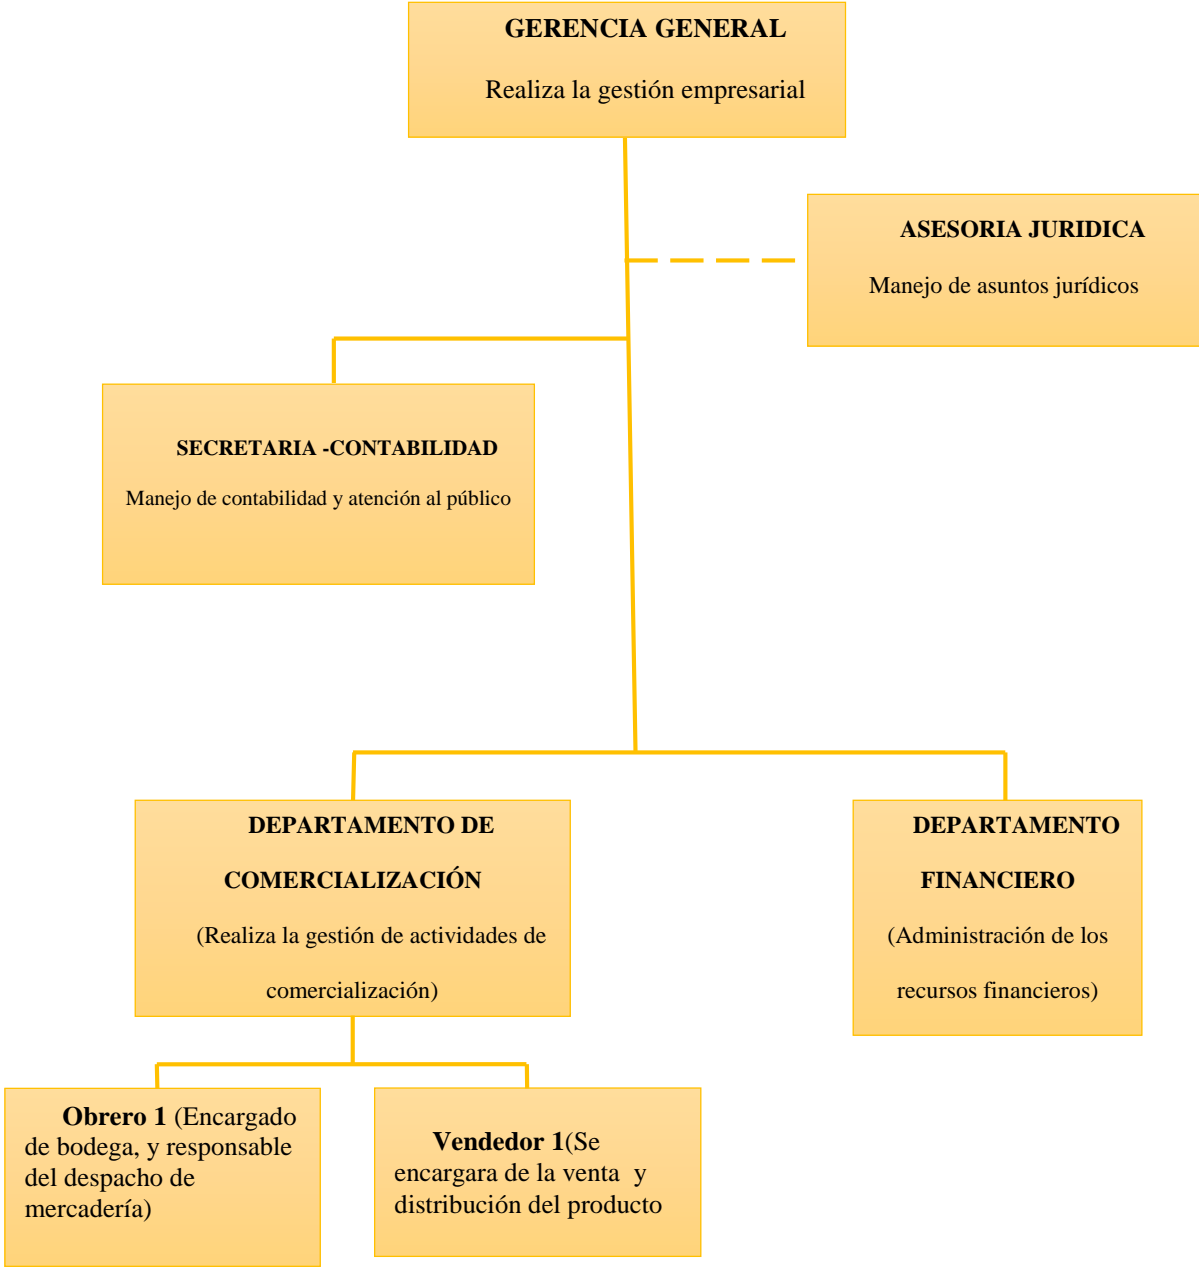 GERENCIA GENERAL
Realiza la gestión empresarial
ASESORIA JURIDICA
Manejo de asuntos jurídicos
SECRETARIA -CONTABILIDAD
Manejo de contabilidad y atención al público
DEPARTAMENTO DE
COMERCIALIZACIÓN
(Realiza la gestión de actividades de
comercialización)
DEPARTAMENTO
FINANCIERO
(Administración de los
recursos financieros)
Obrero 1 (Encargado
de bodega, y responsable
del despacho de
mercadería)
Vendedor 1(Se
encargara de la venta  y
distribución del producto